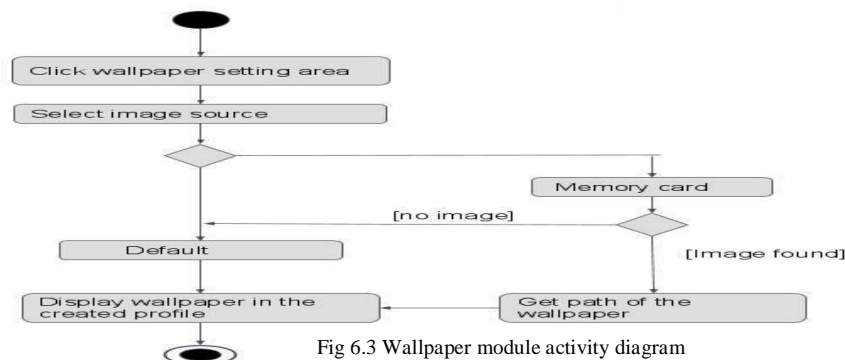 Click wallpaper setting area
Select image source
Memory card
[no image]
Default
[Image found]
Display wallpaper in the
created profile
Get path of the
wallpaper
Fig 6.3 Wallpaper module activity diagram